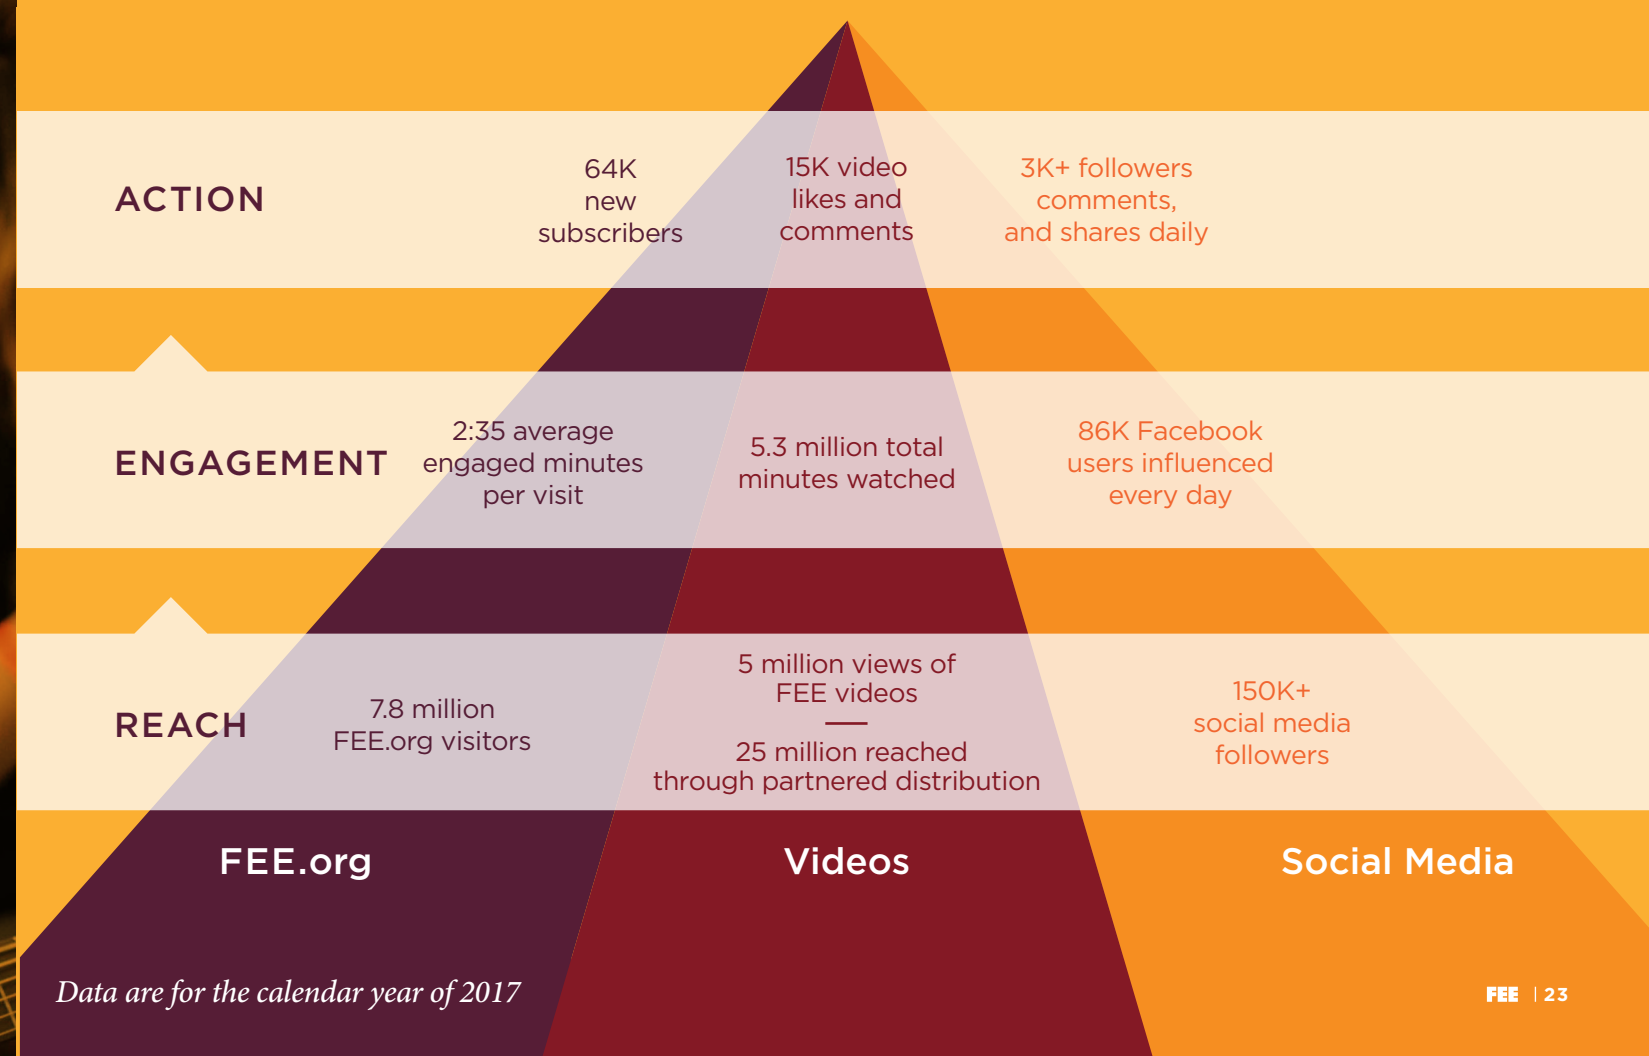 ACTION
64K
new
subscribers
15K video
likes and
comments
3K+ followers
comments,
and shares daily
ENGAGEMENT
2:35 average
engaged minutes
per visit
5.3 million total
minutes watched
86K Facebook
users influenced
every day
REACH
7.8 million
FEE.org visitors
5 million views of
FEE videos
25 million reached
through partnered distribution
150K+
social media
followers
FEE.org
Videos
Social Media
Data are for the calendar year of 2017
FEE | 23